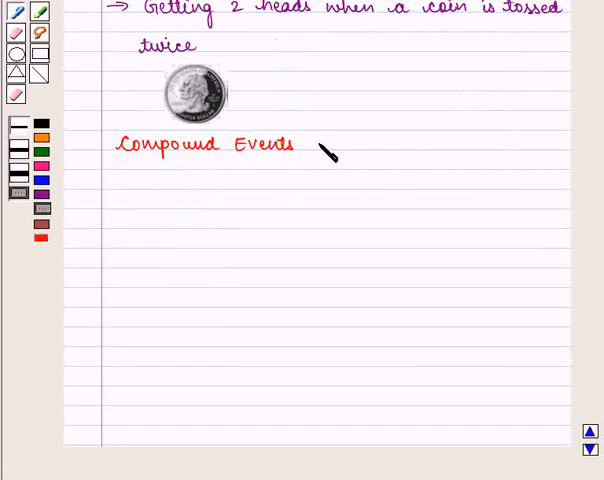 → Getting 2 heads when a coin is tossed
twice
Compound Events